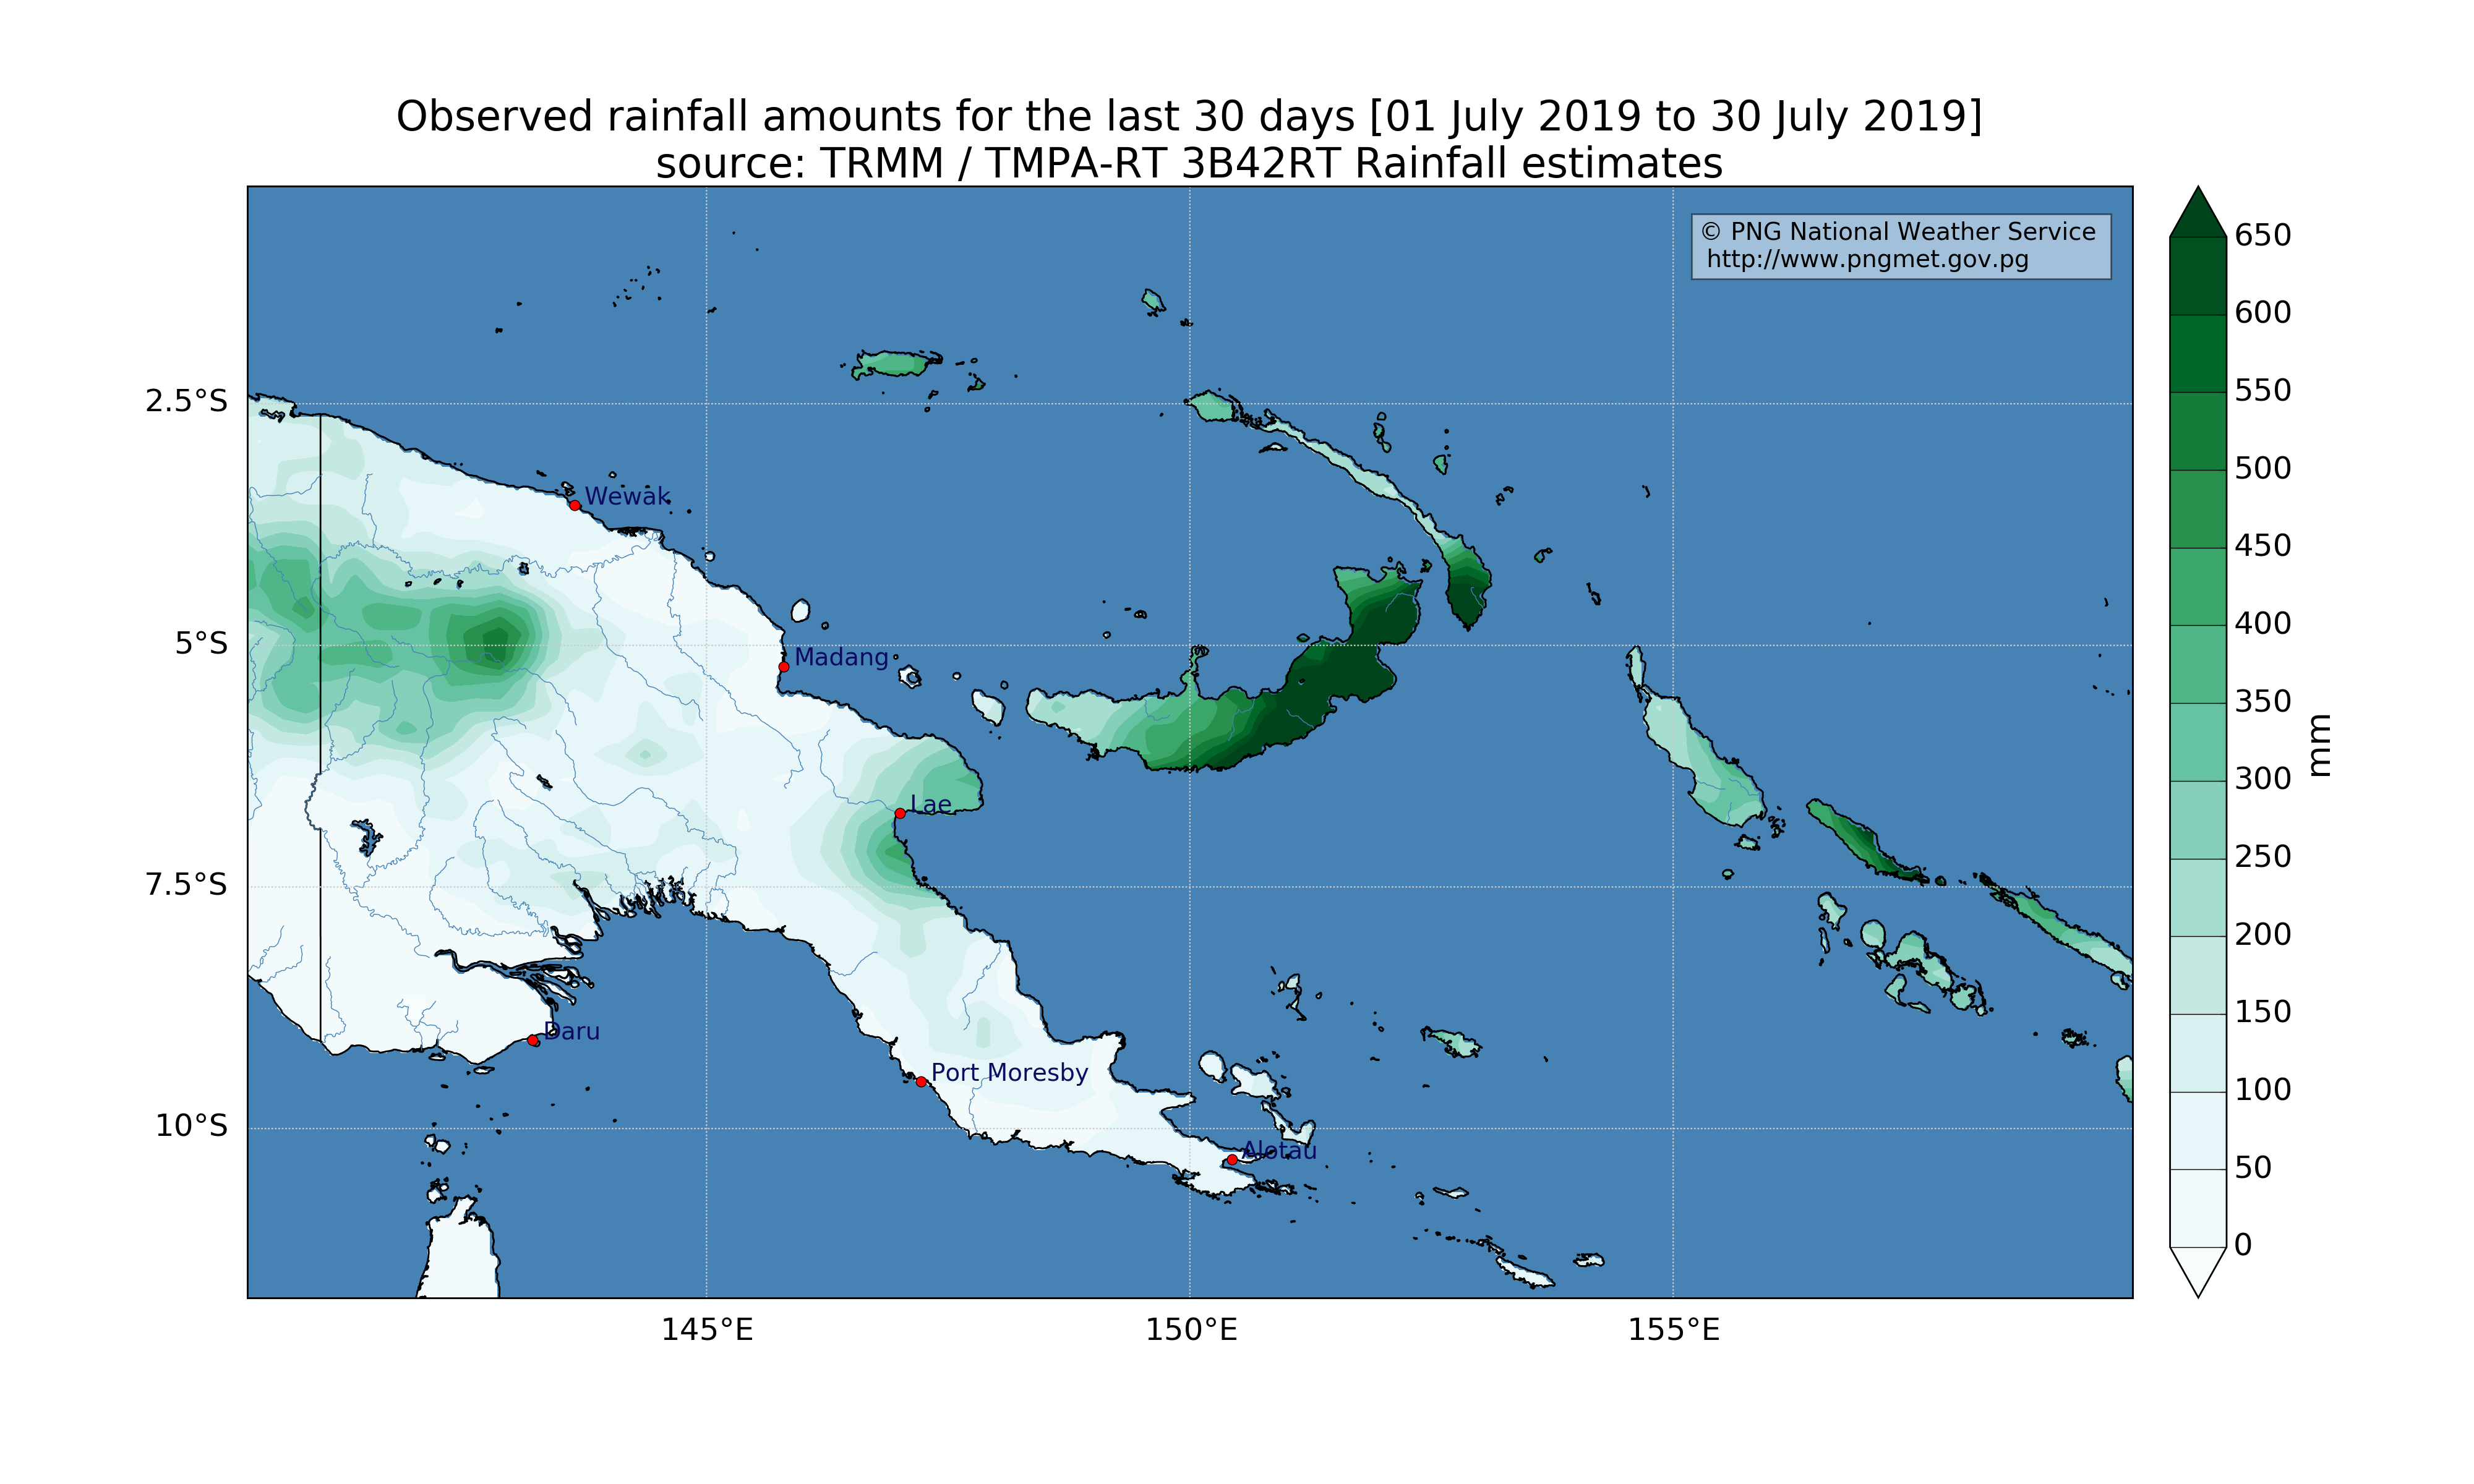 Observed rainfall amounts for the last 30 days [01 July 2019 to 30 July 2019]
source: TRMM / TMPA-RT 3B42RT Rainfall estimates
© PNG National Weather Service
http://www.pngmet.gov.pg
2.5°S
5°S
7.5°S
10°S
Wewak
Madang
Lae
Daru
Port Moresby
Alotau
145°E
150°E
155°E
650
600
550
500
450
400
350
300
250
200
150
100
50
0
mm